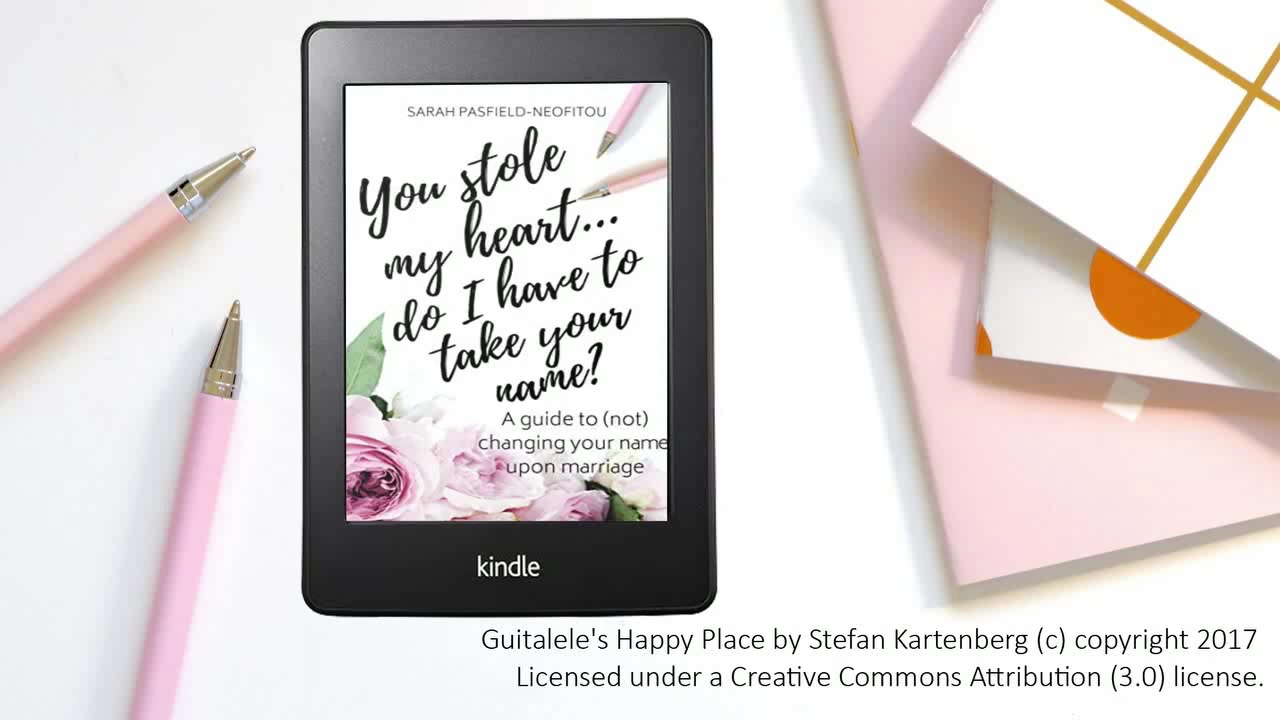 SARAH PASFIELD-NEOFITOU
You stole
my heart...
do I have to
take your
name?
A guide to (not)
changing your name
upon marriage
kindle
Guitalele's Happy Place by Stefan Kartenberg (c) copyright 2017
Licensed under a Creative Commons Attribution (3.0) license.